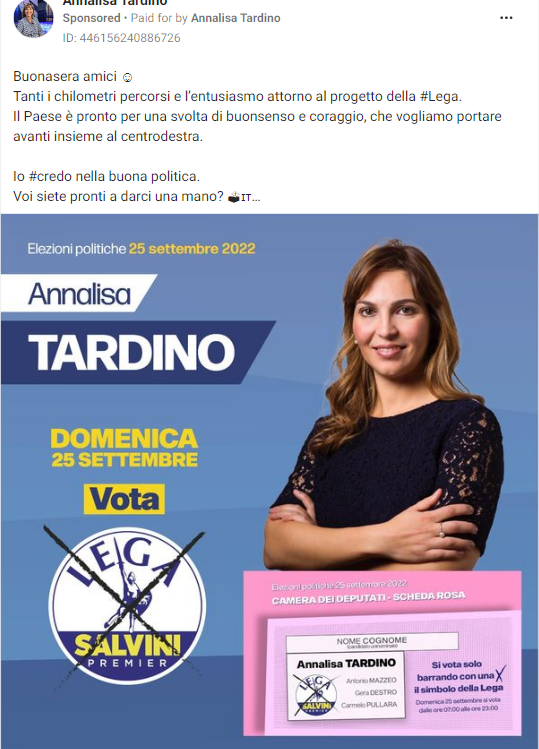 Annalisa Tardino
Sponsored • Paid for by Annalisa Tardino
ID: 446156240886726
Buonasera amici ☺
Tanti i chilometri percorsi e l'entusiasmo attorno al progetto della #Lega.
Il Paese è pronto per una svolta di buonsenso e coraggio, che vogliamo portare
avanti insieme al centrodestra.
Io #credo nella buona politica.
Voi siete pronti a darci una mano? 🗳️🇮🇹...
Elezioni politiche 25 settembre 2022
Annalisa
TARDINO
DOMENICA
25 SETTEMBRE
Vota
LEGA
SALVINI
PREMIER
Elezioni politiche 25 settembre 2022
CAMERA DEI DEPUTATI - SCHEDA ROSA
NOME COGNOME
(candidato uninominale)
Annalisa TARDINO
Antonio MAZZEO
Gera DESTRO
Carmelo PULLARA
LEGA
SALVINI
PREMIER
Si vota solo
barrando con una X
il simbolo della Lega
Domenica 25 settembre si vota
dalle ore 07:00 alle ore 23:00